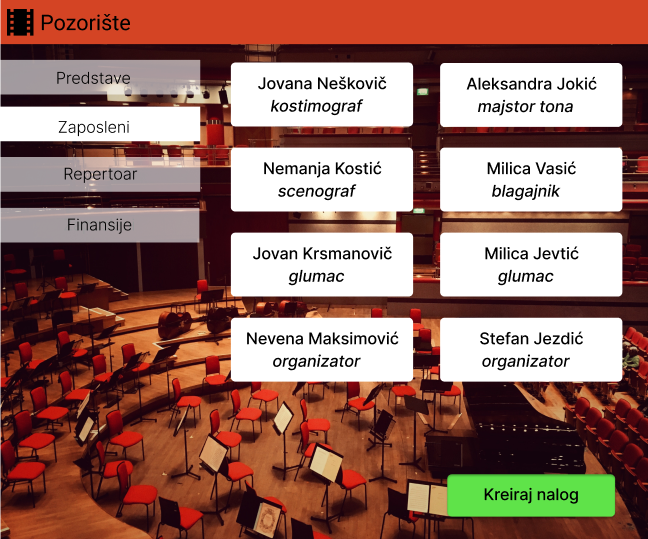 Pozorište
Predstave
Zaposleni
Repertoar
Finansije
Jovana Neškovič
kostimograf
Aleksandra Jokić
majstor tona
Nemanja Kostić
scenograf
Milica Vasić
blagajnik
Jovan Krsmanovič
glumac
Milica Jevtić
glumac
Nevena Maksimović
organizator
Stefan Jezdić
organizator
Kreiraj nalog